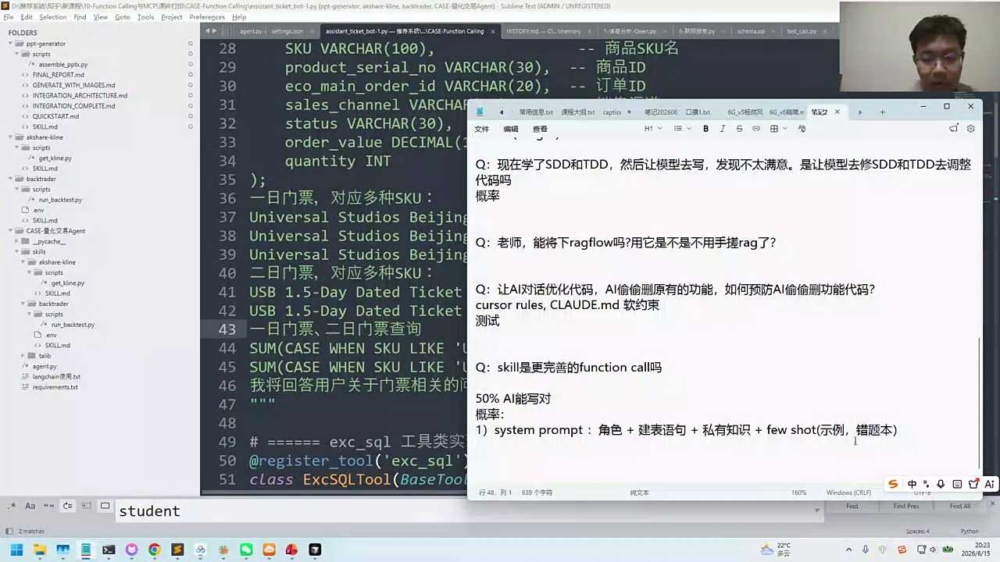 D:\推荐系统\知乎\新课程\10-Function Calling与MCP\课件打印\CASE-Function Calling\assistant_ticket_bot-1.py (ppt-generator, akshare-kline, backtrader, CASE-量化交易Agent) - Sublime Text (ADMIN / UNREGISTERED)
File Edit Selection Find View Goto Tools Project Preferences Help
FOLDERS
ppt-generator
scripts
assemble_pptx.py
FINAL_REPORT.md
GENERATE_WITH_IMAGES.md
INTEGRATION_ARCHITECTURE.md
INTEGRATION_COMPLETE.md
QUICKSTART.md
SKILL.md
akshare-kline
scripts
get_kline.py
SKILL.md
backtrader
scripts
run_backtest.py
.env
SKILL.md
CASE-量化交易Agent
__pycache__
skills
akshare-kline
scripts
get_kline.py
SKILL.md
backtrader
scripts
run_backtest.py
.env
SKILL.md
talib
agent.py
langchain使用.txt
requirements.txt
agent.py
settings.json
assistant_ticket_bot-1.py — 推荐系统\...\CASE-Function Calling
HISTORY.md — C:\...\memory
1-情感分析-Qwen.py
schema.sql
test_calc.py
28 SKU VARCHAR(100), -- 商品SKU名
29 product_serial_no VARCHAR(30), -- 商品ID
30 eco_main_order_id VARCHAR(20), -- 订单ID
31 sales_channel VARCHAR
32 status VARCHAR(30),
33 order_value DECIMAL(1
34 quantity INT
35 );
36 一日门票，对应多种SKU：
37 Universal Studios Beijing
38 Universal Studios Beijing
39 Universal Studios Beijing
40 二日门票，对应多种SKU：
41 USB 1.5-Day Dated Ticket
42 USB 1.5-Day Dated Ticket
43 一日门票、二日门票查询
44 SUM(CASE WHEN SKU LIKE 'U
45 SUM(CASE WHEN SKU LIKE 'U
46 我将回答用户关于门票相关的问
47 """
48
49 # ====== exc_sql 工具类实
50 @register_tool('exc_sql')
51 class ExcSQLTool(BaseTool
常用信息.txt 课程大纲.txt caption 笔记202606 口播1.txt 6G_v5杨然风 笔记2
文件 编辑 查看 H1 B I S
Q：现在学了SDD和TDD，然后让模型去写，发现不太满意。是让模型去修SDD和TDD去调整
代码吗
概率
Q：老师，能将下ragflow吗?用它是不是不用手搓rag了？
Q：让AI对话优化代码，AI偷偷删原有的功能，如何预防AI偷偷删功能代码？
cursor rules, CLAUDE.md 软约束
测试
Q：skill是更完善的function call吗
50% AI能写对
概率：
1）system prompt ：角色 + 建表语句 + 私有知识 + few shot(示例，错题本)
行 48，列 1 639 个字符 纯文本 160% Windows (CRLF) UTF-8
中
student
Find Find Prev Find All
2 matches Spaces: 4 Python
22°C
多云
20:23
2026/6/15